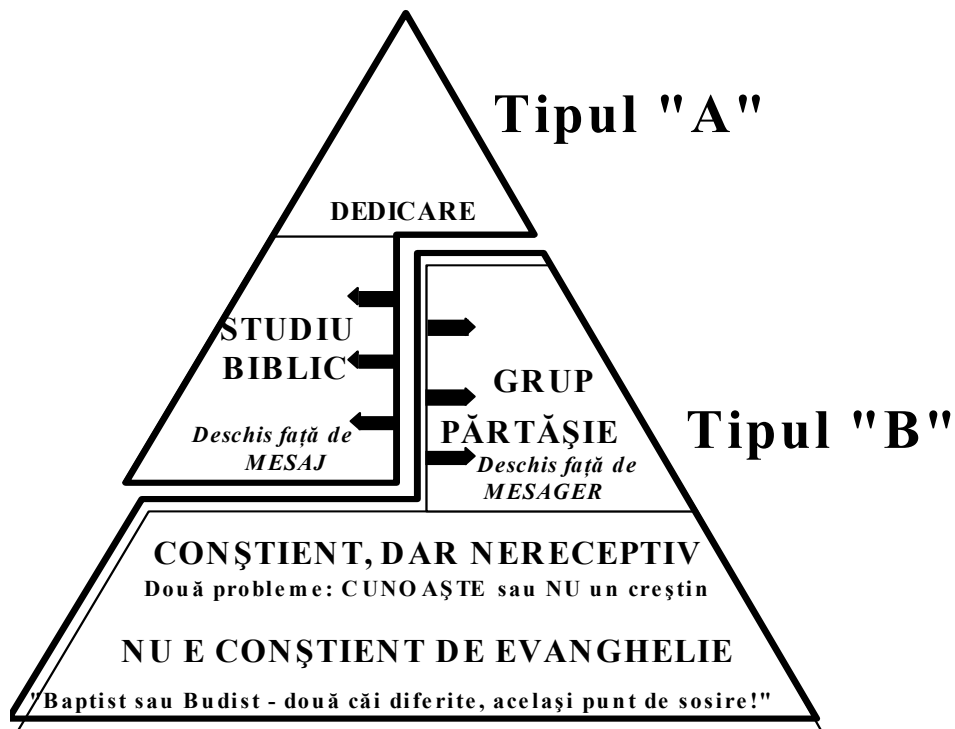 Tipul "A"
DEDICARE
STUDIU
BIBLIC
Deschis față de
MESAJ
GRUP
PĂRTĂŞIE
Deschis față de
MESAGER
Tipul "B"
CONŞTIENT, DAR NERECEPTIV
Două probleme: CUNOAŞTE sau NU un creştin
NU E CONŞTIENT DE EVANGHELIE
"Baptist sau Budist - două căi diferite, acelaşi punt de sosire!"